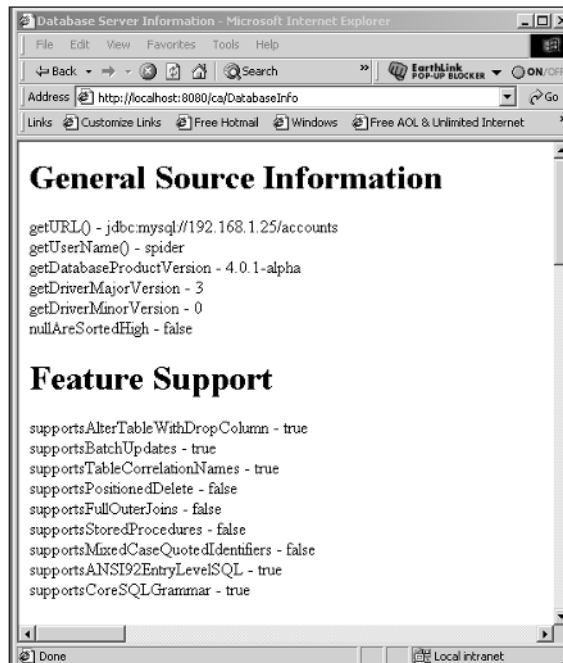 Database Server Information - Microsoft Internet Explorer
File Edit View Favorites Tools Help
Back Search » EarthLink POP-UP BLOCKER ON/OFF
Address http://localhost:8080/ca/DatabaseInfo Go
Links Customize Links Free Hotmail Windows Free AOL & Unlimited Internet »
General Source Information
getURL() - jdbc:mysql://192.168.1.25/accounts
getUserName() - spider
getDatabaseProductVersion - 4.0.1-alpha
getDriverMajorVersion - 3
getDriverMinorVersion - 0
nullAreSortedHigh - false
Feature Support
supportsAlterTableWithDropColumn - true
supportsBatchUpdates - true
supportsTableCorrelationNames - true
supportsPositionedDelete - false
supportsFullOuterJoins - false
supportsStoredProcedures - false
supportsMixedCaseQuotedIdentifiers - false
supportsANSI92EntryLevelSQL - true
supportsCoreSQLGrammar - true
Done Local intranet